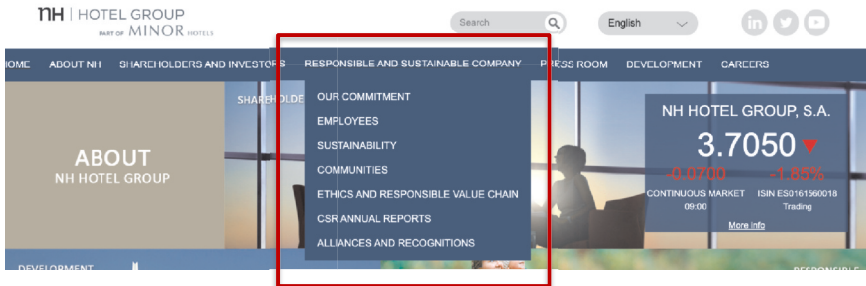 nh | HOTEL GROUP
PART OF MINOR HOTELS
Search
English
in
HOME ABOUT NH SHAREHOLDERS AND INVESTORS RESPONSIBLE AND SUSTAINABLE COMPANY PRESS ROOM DEVELOPMENT CAREERS
SHAREHOLDE
OUR COMMITMENT
EMPLOYEES
SUSTAINABILITY
COMMUNITIES
ETHICS AND RESPONSIBLE VALUE CHAIN
CSR ANNUAL REPORTS
ALLIANCES AND RECOGNITIONS
ABOUT
NH HOTEL GROUP
NH HOTEL GROUP, S.A.
3.7050
-0.0700 -1.85%
CONTINUOUS MARKET ISIN ES0161560018
09:00 Trading
More info
DEVELOPMENT RESPONSIBLE